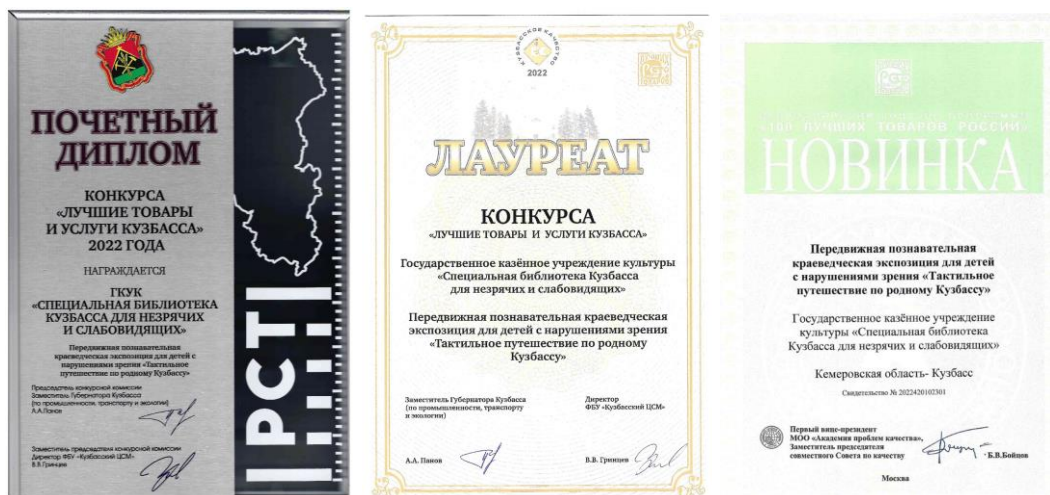 ПОЧЕТНЫЙ
ДИПЛОМ
КОНКУРСА
«ЛУЧШИЕ ТОВАРЫ
И УСЛУГИ КУЗБАССА»
2022 ГОДА
НАГРАЖДАЕТСЯ
ГКУК
«СПЕЦИАЛЬНАЯ БИБЛИОТЕКА
КУЗБАССА ДЛЯ НЕЗРЯЧИХ
И СЛАБОВИДЯЩИХ»
Передвижная познавательная
краеведческая экспозиция для детей с
нарушениями зрения «Тактильное
путешествие по родному Кузбассу»
Председатель конкурсной комиссии
Заместитель Губернатора Кузбасса
(по промышленности, транспорту и экологии)
А.А.Панов
Заместитель председателя конкурсной комиссии
Директор ФБУ «Кузбасский ЦСМ»
В.В.Гринцев
РСТ
КУЗБАССКОЕ КАЧЕСТВО
2022
ЛАУРЕАТ
КОНКУРСА
«ЛУЧШИЕ ТОВАРЫ И УСЛУГИ КУЗБАССА»
Государственное казённое учреждение культуры
«Специальная библиотека Кузбасса
для незрячих и слабовидящих»
Передвижная познавательная краеведческая
экспозиция для детей с нарушениями зрения
«Тактильное путешествие по родному
Кузбассу»
Заместитель Губернатора Кузбасса
(по промышленности, транспорту
и экологии)
Директор
ФБУ «Кузбасский ЦСМ»
А.А. Панов
В.В. Гринцев
«100 ЛУЧШИХ ТОВАРОВ РОССИИ»
НОВИНКА
Передвижная познавательная
краеведческая экспозиция для детей
с нарушениями зрения «Тактильное
путешествие по родному Кузбассу»
Государственное казённое учреждение
культуры «Специальная библиотека
Кузбасса для незрячих и слабовидящих»
Кемеровская область- Кузбасс
Свидетельство № 2022420102301
Первый вице-президент
МОО «Академия проблем качества»,
Заместитель председателя
совместного Совета по качеству
Б.В.Бойцов
Москва